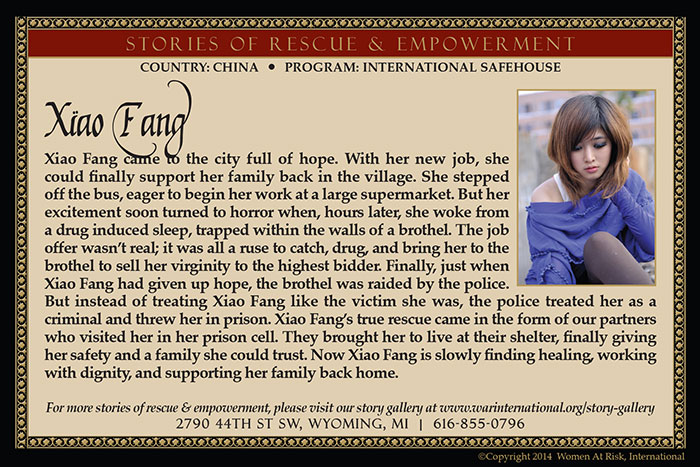 STORIES OF RESCUE & EMPOWERMENT
COUNTRY: CHINA • PROGRAM: INTERNATIONAL SAFEHOUSE
Xiao Fang
Xiao Fang came to the city full of hope. With her new job, she
could finally support her family back in the village. She stepped
off the bus, eager to begin her work at a large supermarket. But her
excitement soon turned to horror when, hours later, she woke from
a drug induced sleep, trapped within the walls of a brothel. The job
offer wasn't real; it was all a ruse to catch, drug, and bring her to the
brothel to sell her virginity to the highest bidder. Finally, just when
Xiao Fang had given up hope, the brothel was raided by the police.
But instead of treating Xiao Fang like the victim she was, the police treated her as a
criminal and threw her in prison. Xiao Fang's true rescue came in the form of our partners
who visited her in her prison cell. They brought her to live at their shelter, finally giving
her safety and a family she could trust. Now Xiao Fang is slowly finding healing, working
with dignity, and supporting her family back home.
For more stories of rescue & empowerment, please visit our story gallery at www.warinternational.org/story-gallery
2790 44TH ST SW, WYOMING, MI | 616-855-0796
©Copyright 2014 Women At Risk, International